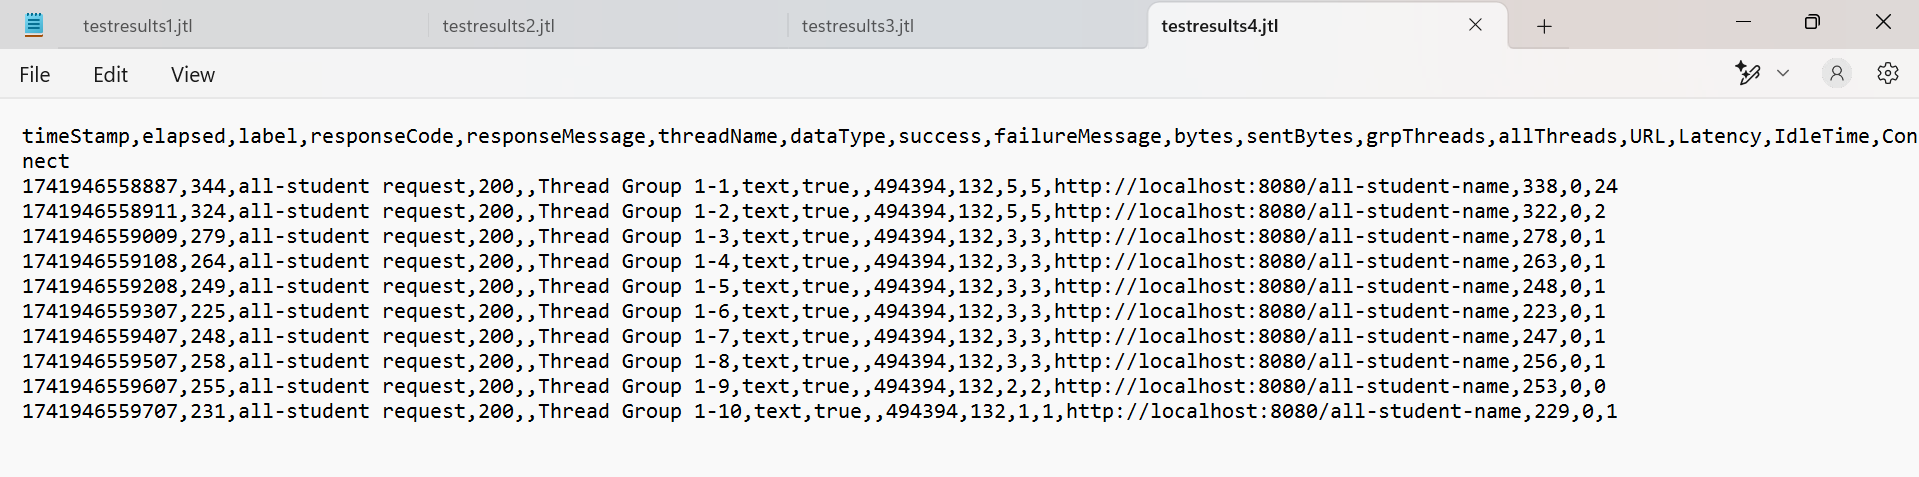 testresults1.jtl
testresults2.jtl
testresults3.jtl
testresults4.jtl
File
Edit
View
timeStamp,elapsed,label,responseCode,responseMessage,threadName,dataType,success,failureMessage,bytes,sentBytes,grpThreads,allThreads,URL,Latency,IdleTime,Con
nect
1741946558887,344,all-student request,200,,Thread Group 1-1,text,true,,494394,132,5,5,http://localhost:8080/all-student-name,338,0,24
1741946558911,324,all-student request,200,,Thread Group 1-2,text,true,,494394,132,5,5,http://localhost:8080/all-student-name,322,0,2
1741946559009,279,all-student request,200,,Thread Group 1-3,text,true,,494394,132,3,3,http://localhost:8080/all-student-name,278,0,1
1741946559108,264,all-student request,200,,Thread Group 1-4,text,true,,494394,132,3,3,http://localhost:8080/all-student-name,263,0,1
1741946559208,249,all-student request,200,,Thread Group 1-5,text,true,,494394,132,3,3,http://localhost:8080/all-student-name,248,0,1
1741946559307,225,all-student request,200,,Thread Group 1-6,text,true,,494394,132,3,3,http://localhost:8080/all-student-name,223,0,1
1741946559407,248,all-student request,200,,Thread Group 1-7,text,true,,494394,132,3,3,http://localhost:8080/all-student-name,247,0,1
1741946559507,258,all-student request,200,,Thread Group 1-8,text,true,,494394,132,3,3,http://localhost:8080/all-student-name,256,0,1
1741946559607,255,all-student request,200,,Thread Group 1-9,text,true,,494394,132,2,2,http://localhost:8080/all-student-name,253,0,0
1741946559707,231,all-student request,200,,Thread Group 1-10,text,true,,494394,132,1,1,http://localhost:8080/all-student-name,229,0,1